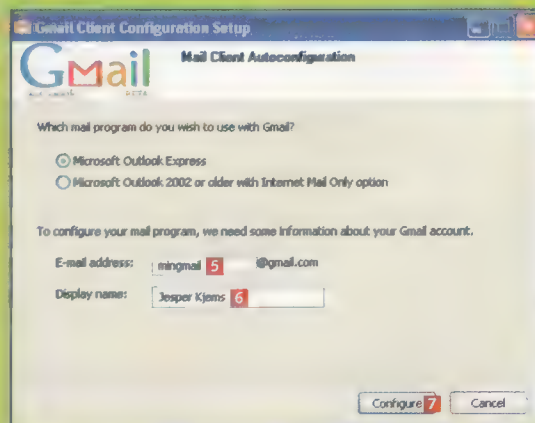 Gmail Client Configuration Setup
Gmail
BETA
Mail Client Autoconfiguration
Which mail program do you wish to use with Gmail?
Microsoft Outlook Express
Microsoft Outlook 2002 or older with Internet Mail Only option
To configure your mail program, we need some information about your Gmail account.
E-mail address: mingmail 5 @gmail.com
Display name: Jesper Kjems 6
Configure 7 Cancel